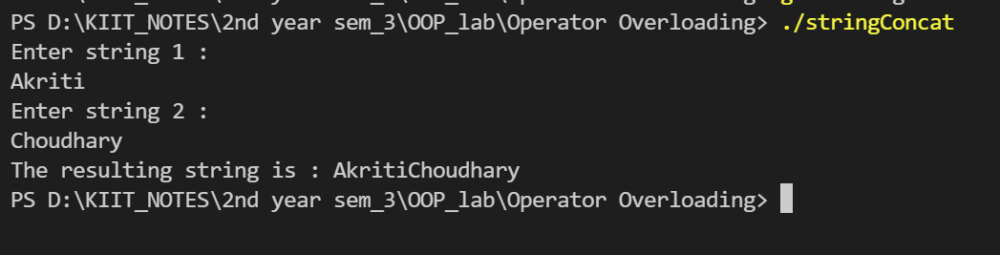 PS D:\KIIT_NOTES\2nd year sem_3\OOP_lab\Operator Overloading> ./stringConcat
Enter string 1 :
Akriti
Enter string 2 :
Choudhary
The resulting string is : AkritiChoudhary
PS D:\KIIT_NOTES\2nd year sem_3\OOP_lab\Operator Overloading>